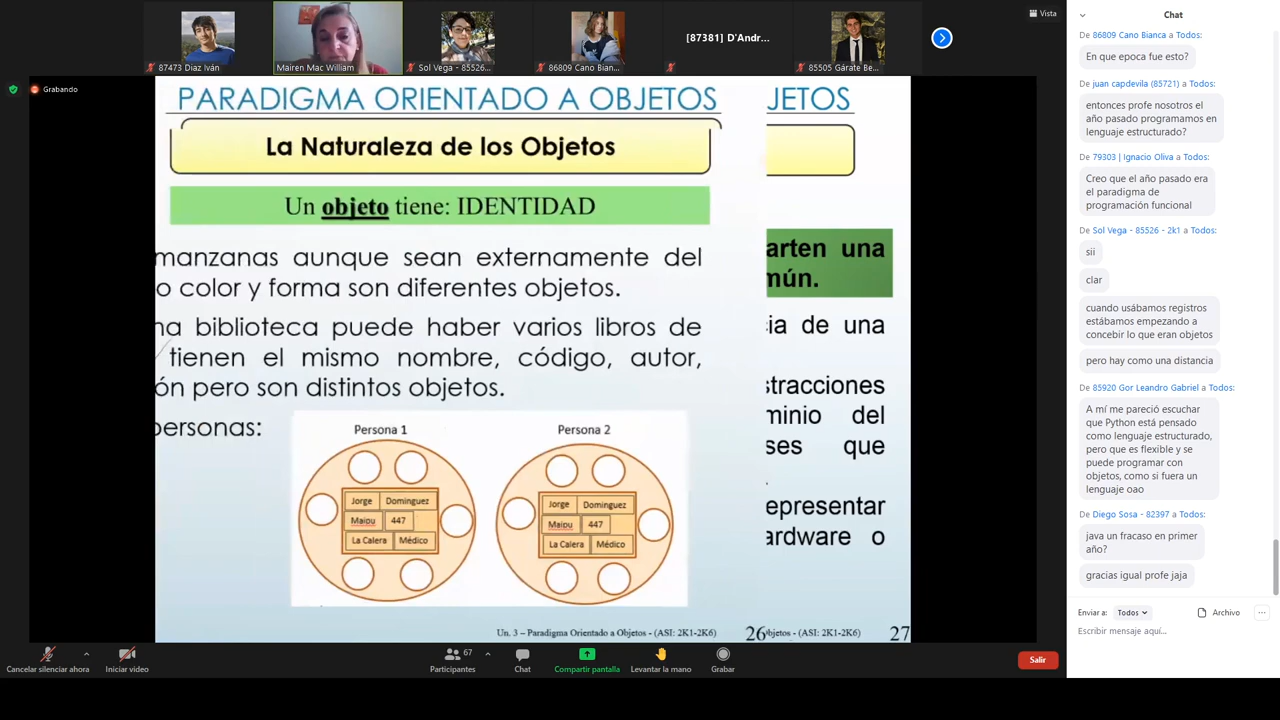 Vista
87473 Diaz Iván
Mairen Mac William
Sol Vega - 85526...
86809 Cano Bian...
[87381] D'Andr...
85505 Gárate Be...
Grabando
PARADIGMA ORIENTADO A OBJETOS
La Naturaleza de los Objetos
Un objeto tiene: IDENTIDAD
manzanas aunque sean externamente del
o color y forma son diferentes objetos.
na biblioteca puede haber varios libros de
tienen el mismo nombre, código, autor,
ón pero son distintos objetos.
personas:
Persona 1
Jorge Dominguez
Maipu 447
La Calera Médico
Persona 2
Jorge Dominguez
Maipu 447
La Calera Médico
Un. 3 – Paradigma Orientado a Objetos - (ASI: 2K1-2K6) 26
JETOS
arten una
mún.
ia de una
stracciones
minio del
ses que
epresentar
ardware o
bjetos - (ASI: 2K1-2K6) 27
Chat
De 86809 Cano Bianca a Todos:
En que epoca fue esto?
De juan capdevila (85721) a Todos:
entonces profe nosotros el
año pasado programamos en
lenguaje estructurado?
De 79303 | Ignacio Oliva a Todos:
Creo que el año pasado era
el paradigma de
programación funcional
De Sol Vega - 85526 - 2k1 a Todos:
sii
clar
cuando usábamos registros
estábamos empezando a
concebir lo que eran objetos
pero hay como una distancia
De 85920 Gor Leandro Gabriel a Todos:
A mí me pareció escuchar
que Python está pensado
como lenguaje estructurado,
pero que es flexible y se
puede programar con
objetos, como si fuera un
lenguaje oao
De Diego Sosa - 82397 a Todos:
java un fracaso en primer
año?
gracias igual profe jaja
Enviar a: Todos Archivo ...
Escribir mensaje aquí...
Cancelar silenciar ahora
Iniciar video
67
Participantes
Chat
Compartir pantalla
Levantar la mano
Grabar
Salir